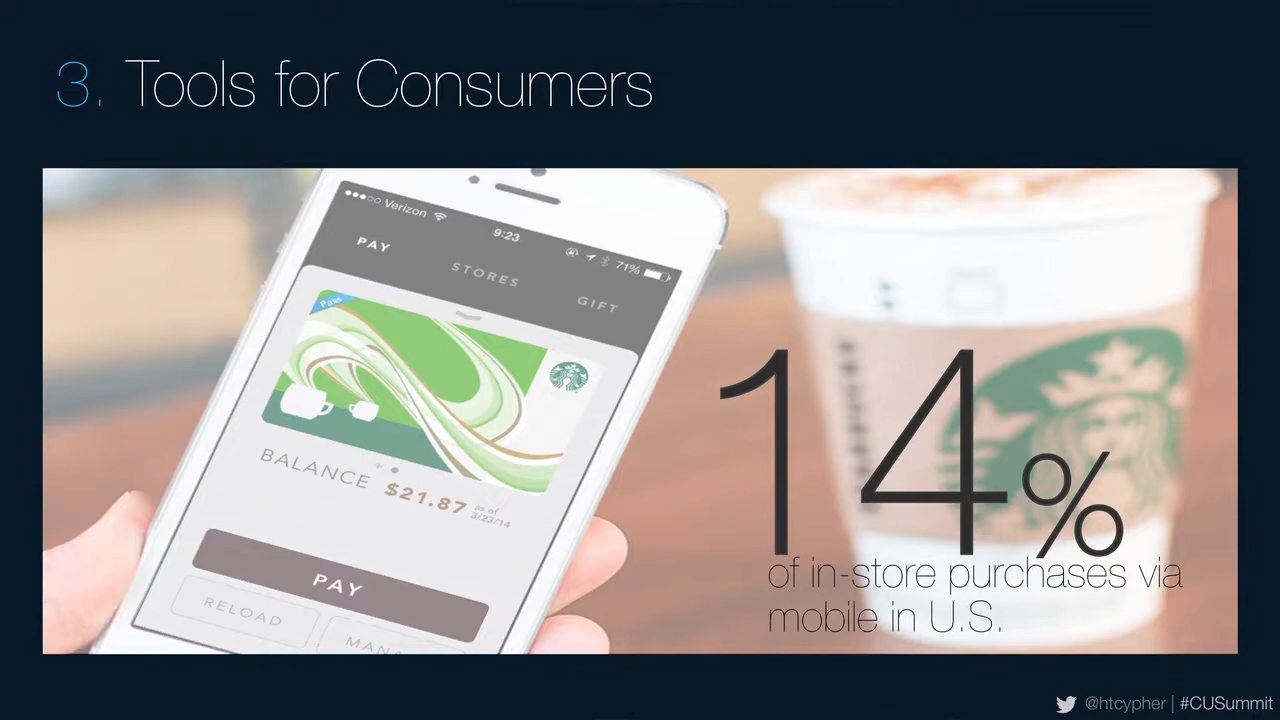 3. Tools for Consumers
Verizon
9:23
71%
PAY
STORES
GIFT
Pass
BALANCE $21.87 as of
3/23/14
PAY
RELOAD
MANA
14%
of in-store purchases via
mobile in U.S.
@htcypher | #CUSummit